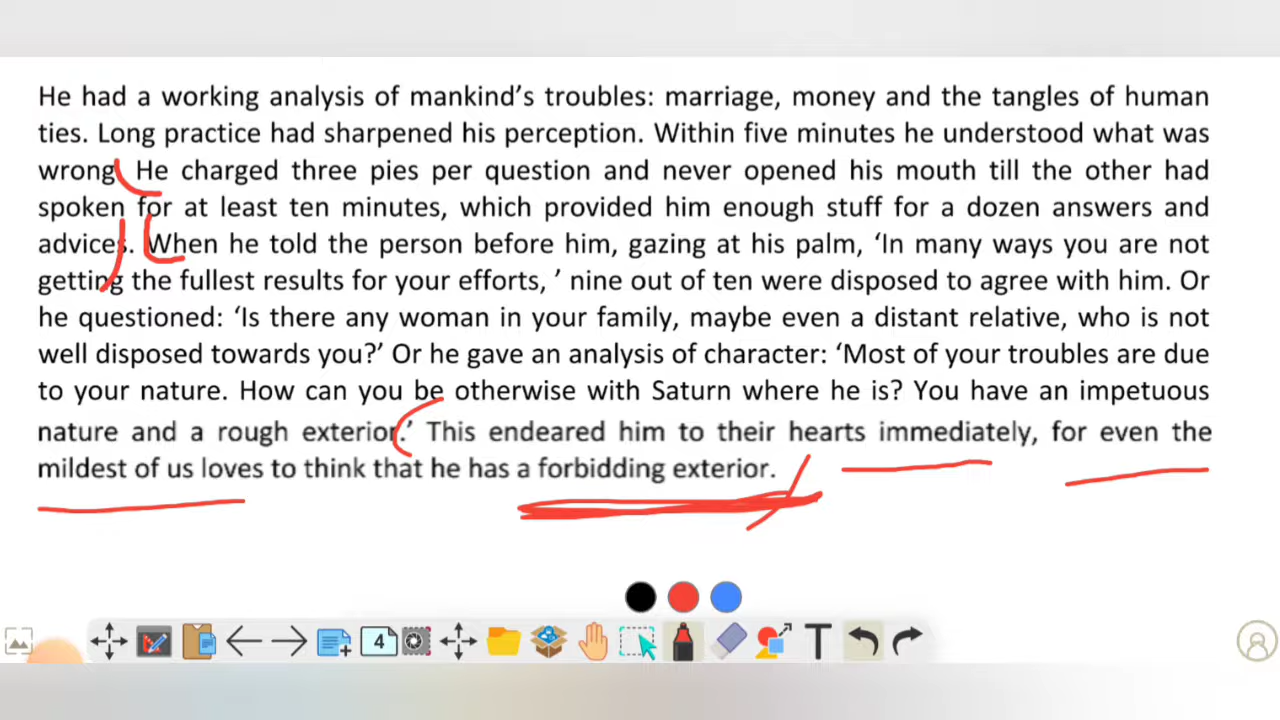 He had a working analysis of mankind's troubles: marriage, money and the tangles of human
ties. Long practice had sharpened his perception. Within five minutes he understood what was
wrong. He charged three pies per question and never opened his mouth till the other had
spoken for at least ten minutes, which provided him enough stuff for a dozen answers and
advices. When he told the person before him, gazing at his palm, ‘In many ways you are not
getting the fullest results for your efforts, ’ nine out of ten were disposed to agree with him. Or
he questioned: ‘Is there any woman in your family, maybe even a distant relative, who is not
well disposed towards you?’ Or he gave an analysis of character: ‘Most of your troubles are due
to your nature. How can you be otherwise with Saturn where he is? You have an impetuous
nature and a rough exterior.’ This endeared him to their hearts immediately, for even the
mildest of us loves to think that he has a forbidding exterior.
4 T